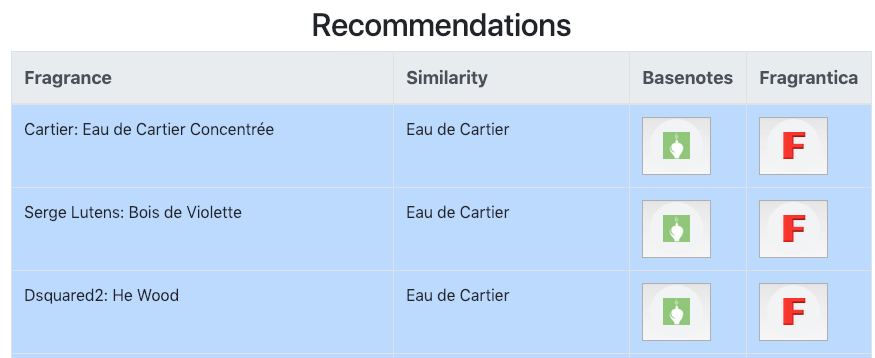 Recommendations
Fragrance Similarity Basenotes Fragrantica
Cartier: Eau de Cartier Concentrée Eau de Cartier F
Serge Lutens: Bois de Violette Eau de Cartier F
Dsquared2: He Wood Eau de Cartier F